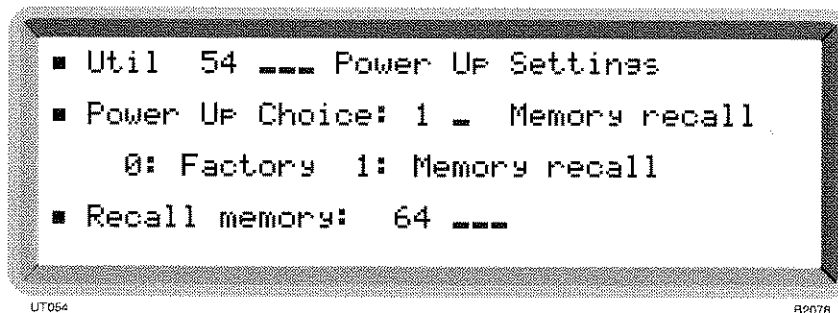 ▪ Util 54 ___ Power Up Settings
▪ Power Up Choice: 1 _ Memory recall
0: Factory 1: Memory recall
▪ Recall memory: 64 ___
UT054 B2078